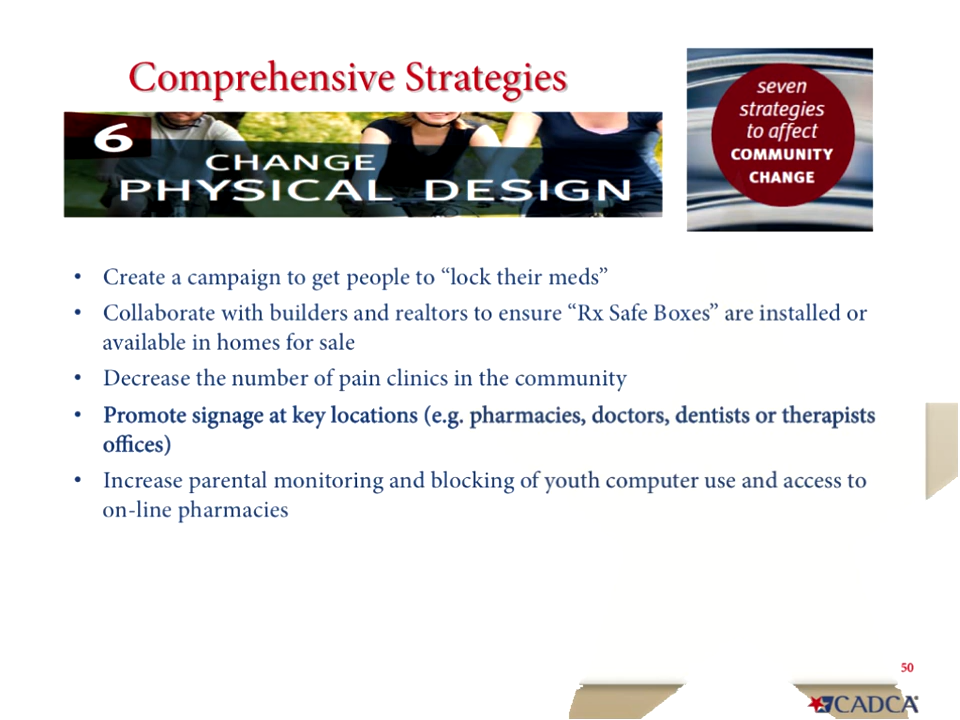 Comprehensive Strategies
6
CHANGE
PHYSICAL DESIGN
seven
strategies
to affect
COMMUNITY
CHANGE
• Create a campaign to get people to “lock their meds”
• Collaborate with builders and realtors to ensure “Rx Safe Boxes” are installed or
available in homes for sale
• Decrease the number of pain clinics in the community
• Promote signage at key locations (e.g. pharmacies, doctors, dentists or therapists
offices)
• Increase parental monitoring and blocking of youth computer use and access to
on-line pharmacies
50
CADCA